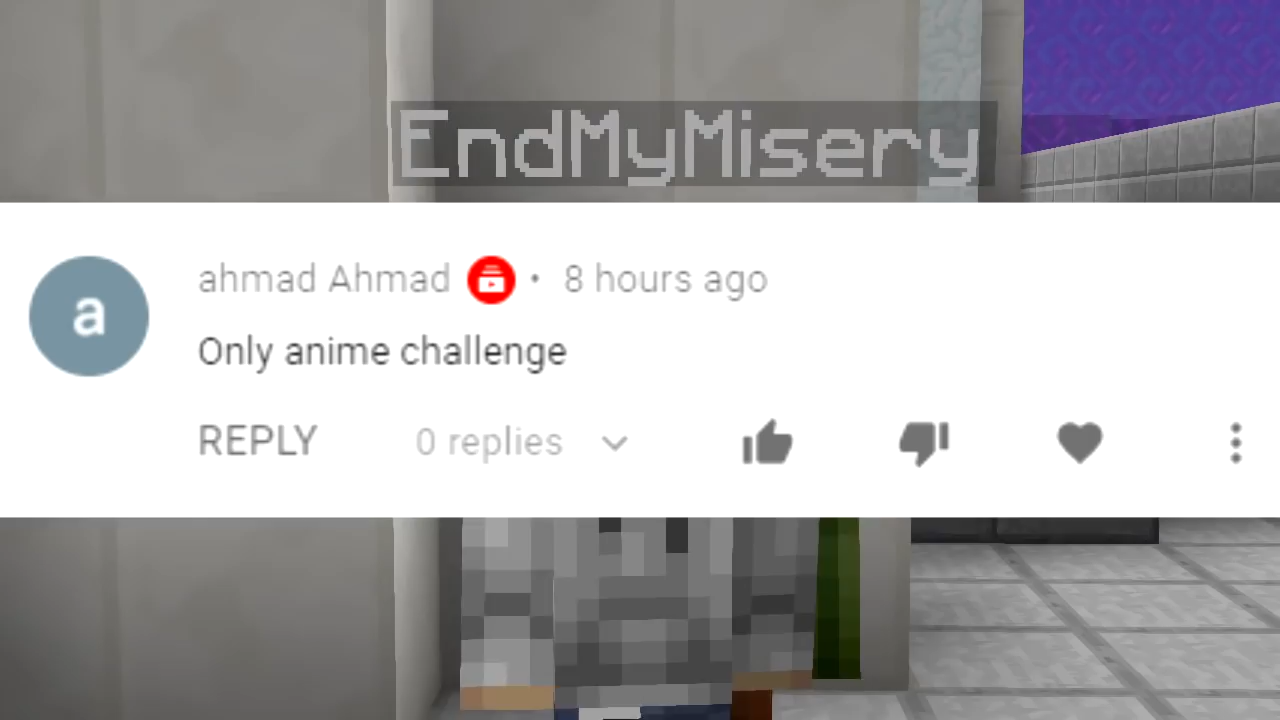 EndMyMisery
a
ahmad Ahmad • 8 hours ago
Only anime challenge
REPLY 0 replies